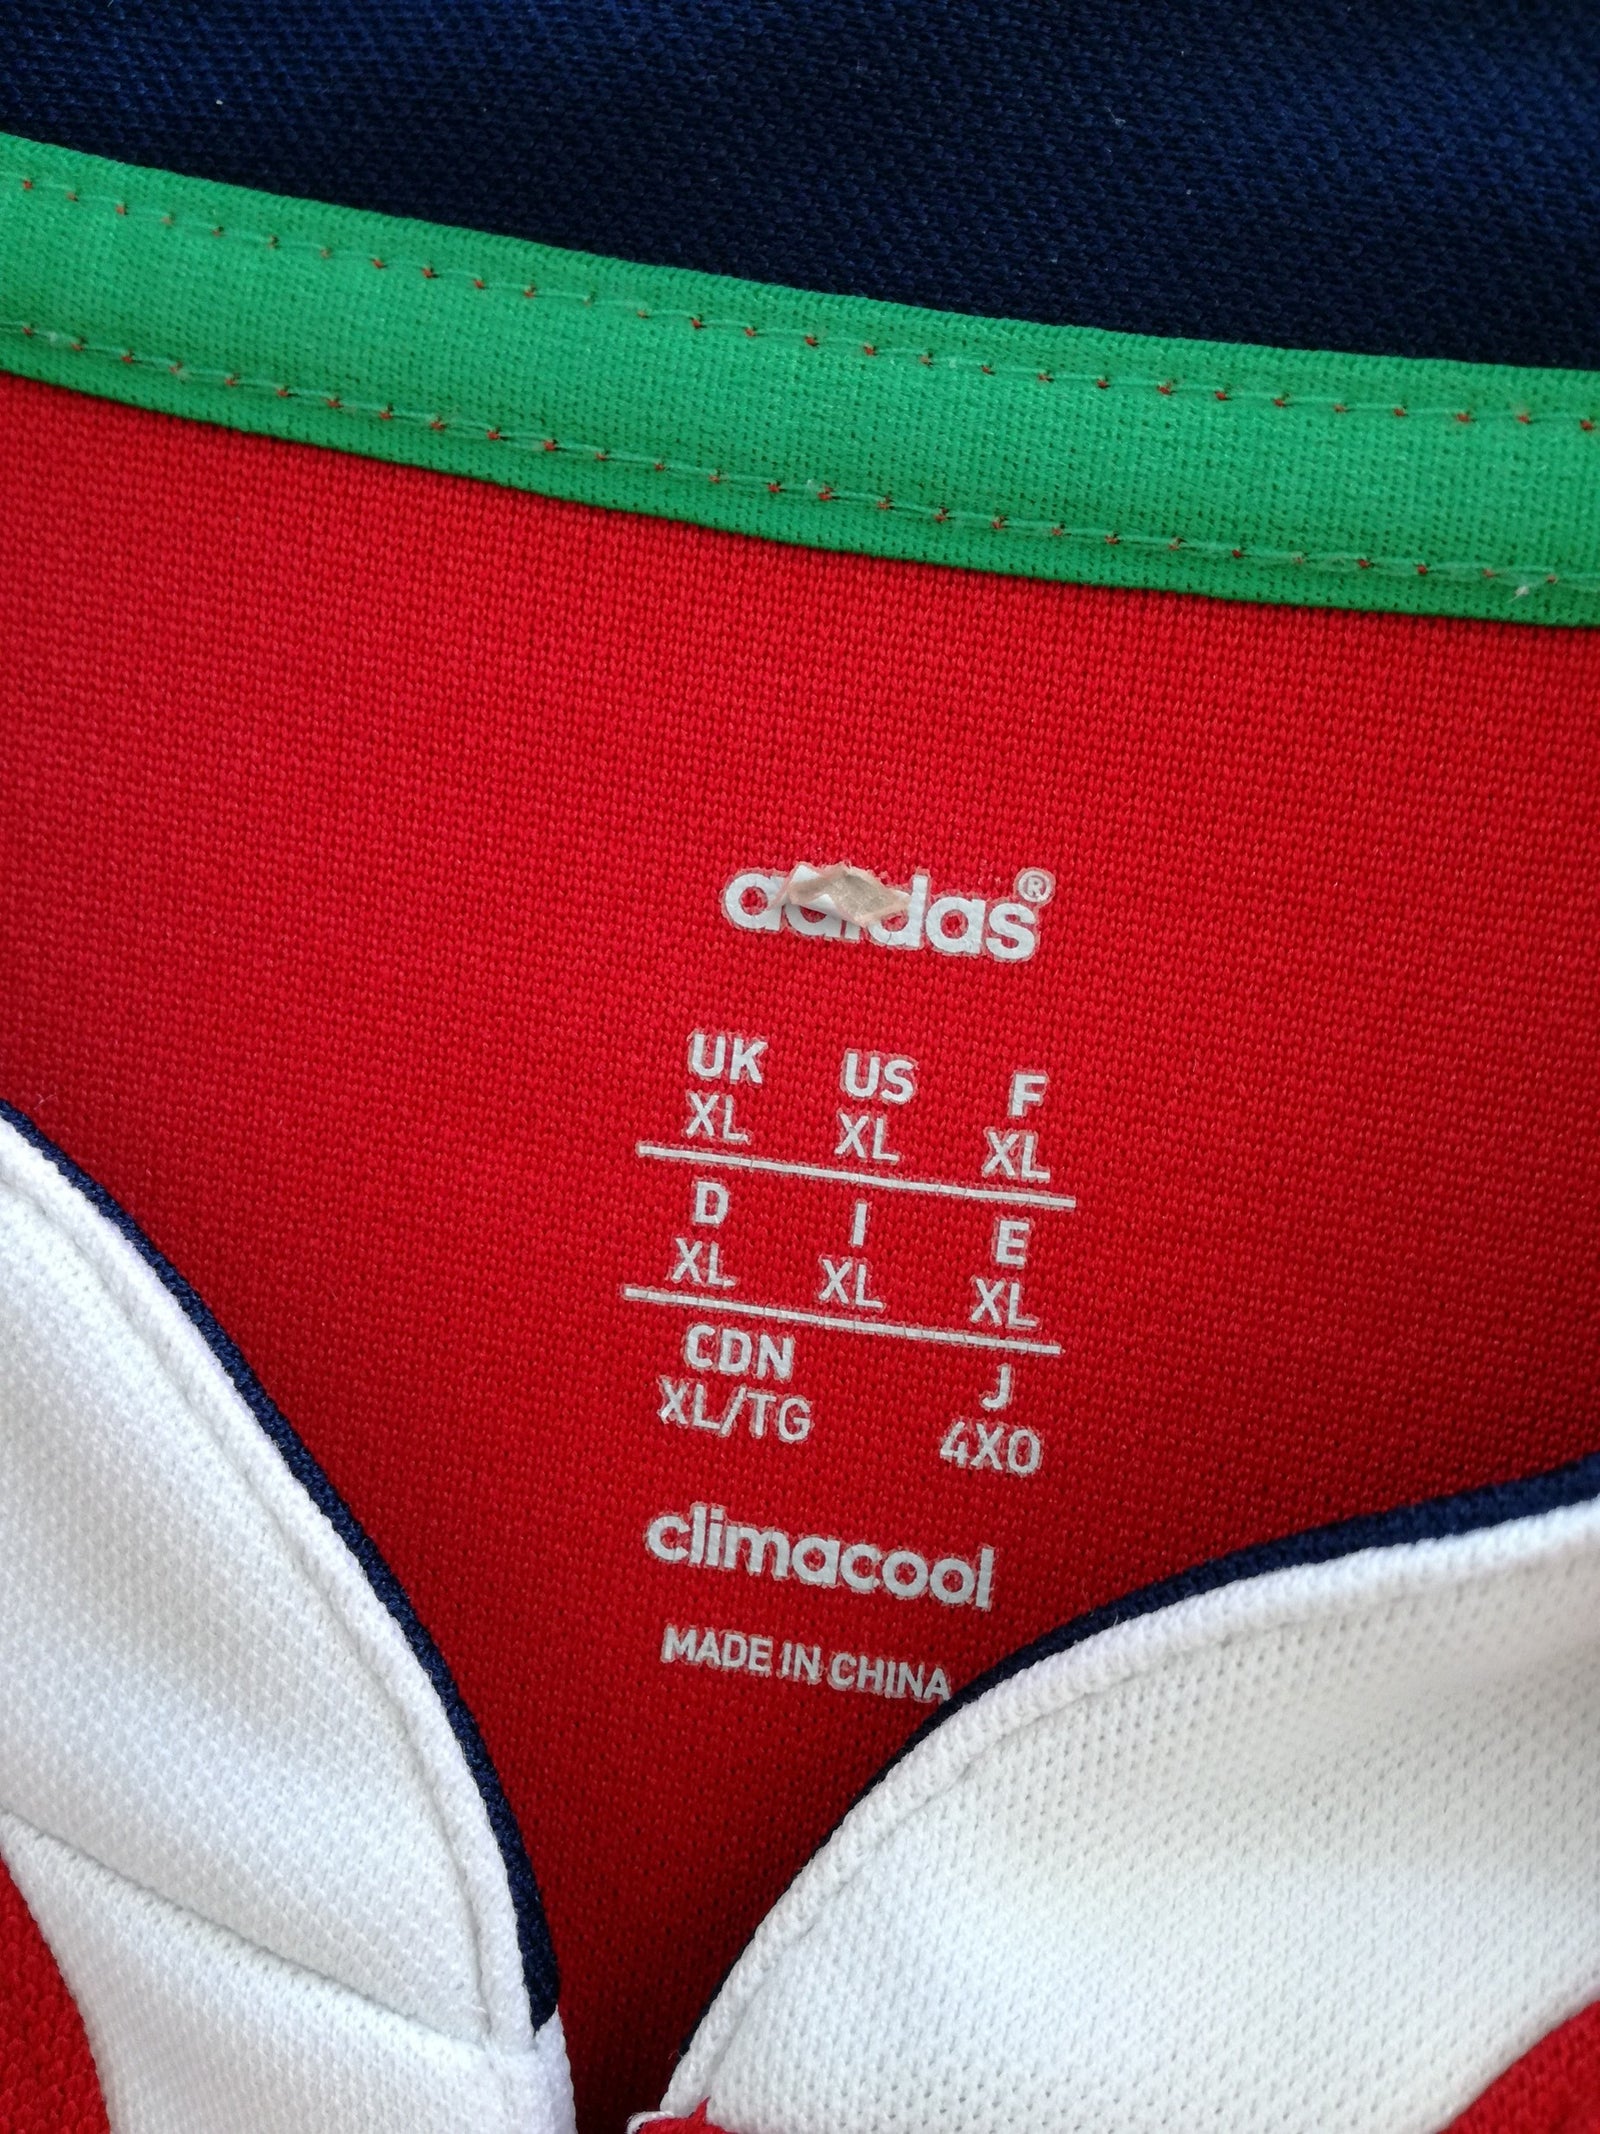 adidas®
UK US F
XL XL XL
D I E
XL XL XL
CDN J
XL/TG 4XO
climacool
MADE IN CHINA